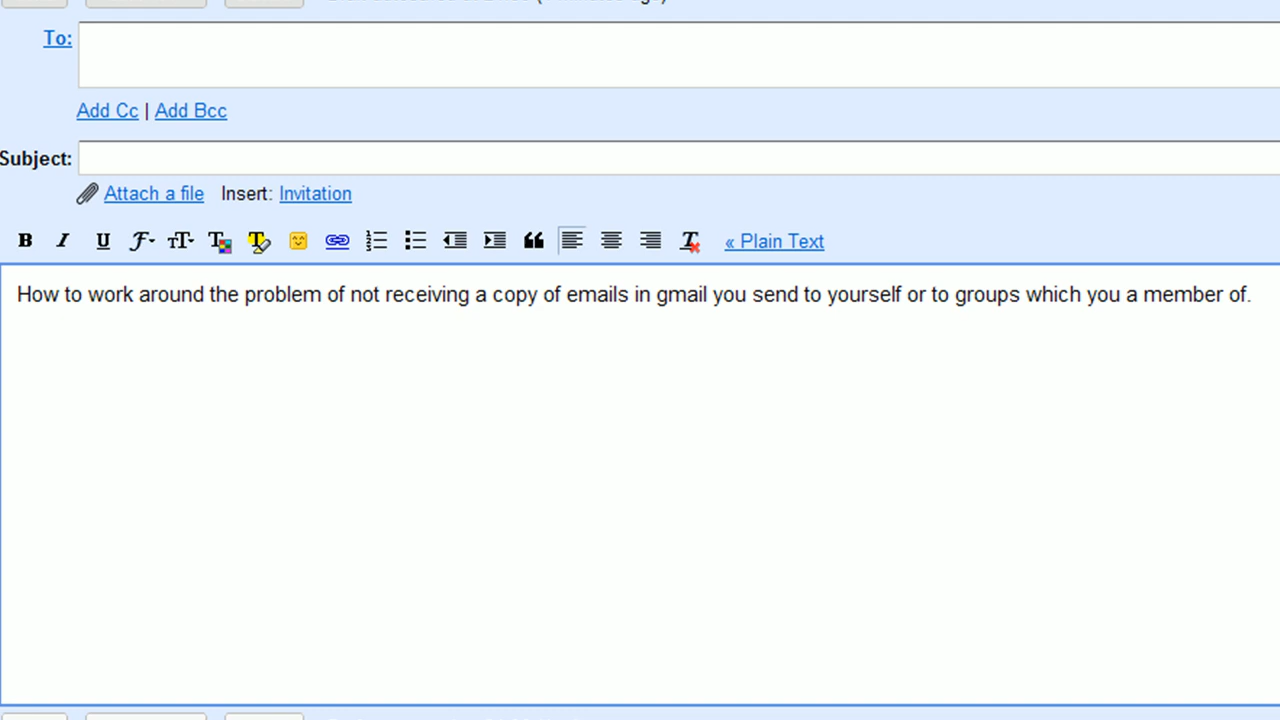 To:
Add Cc | Add Bcc
Subject:
Attach a file Insert: Invitation
B I U « Plain Text
How to work around the problem of not receiving a copy of emails in gmail you send to yourself or to groups which you a member of.